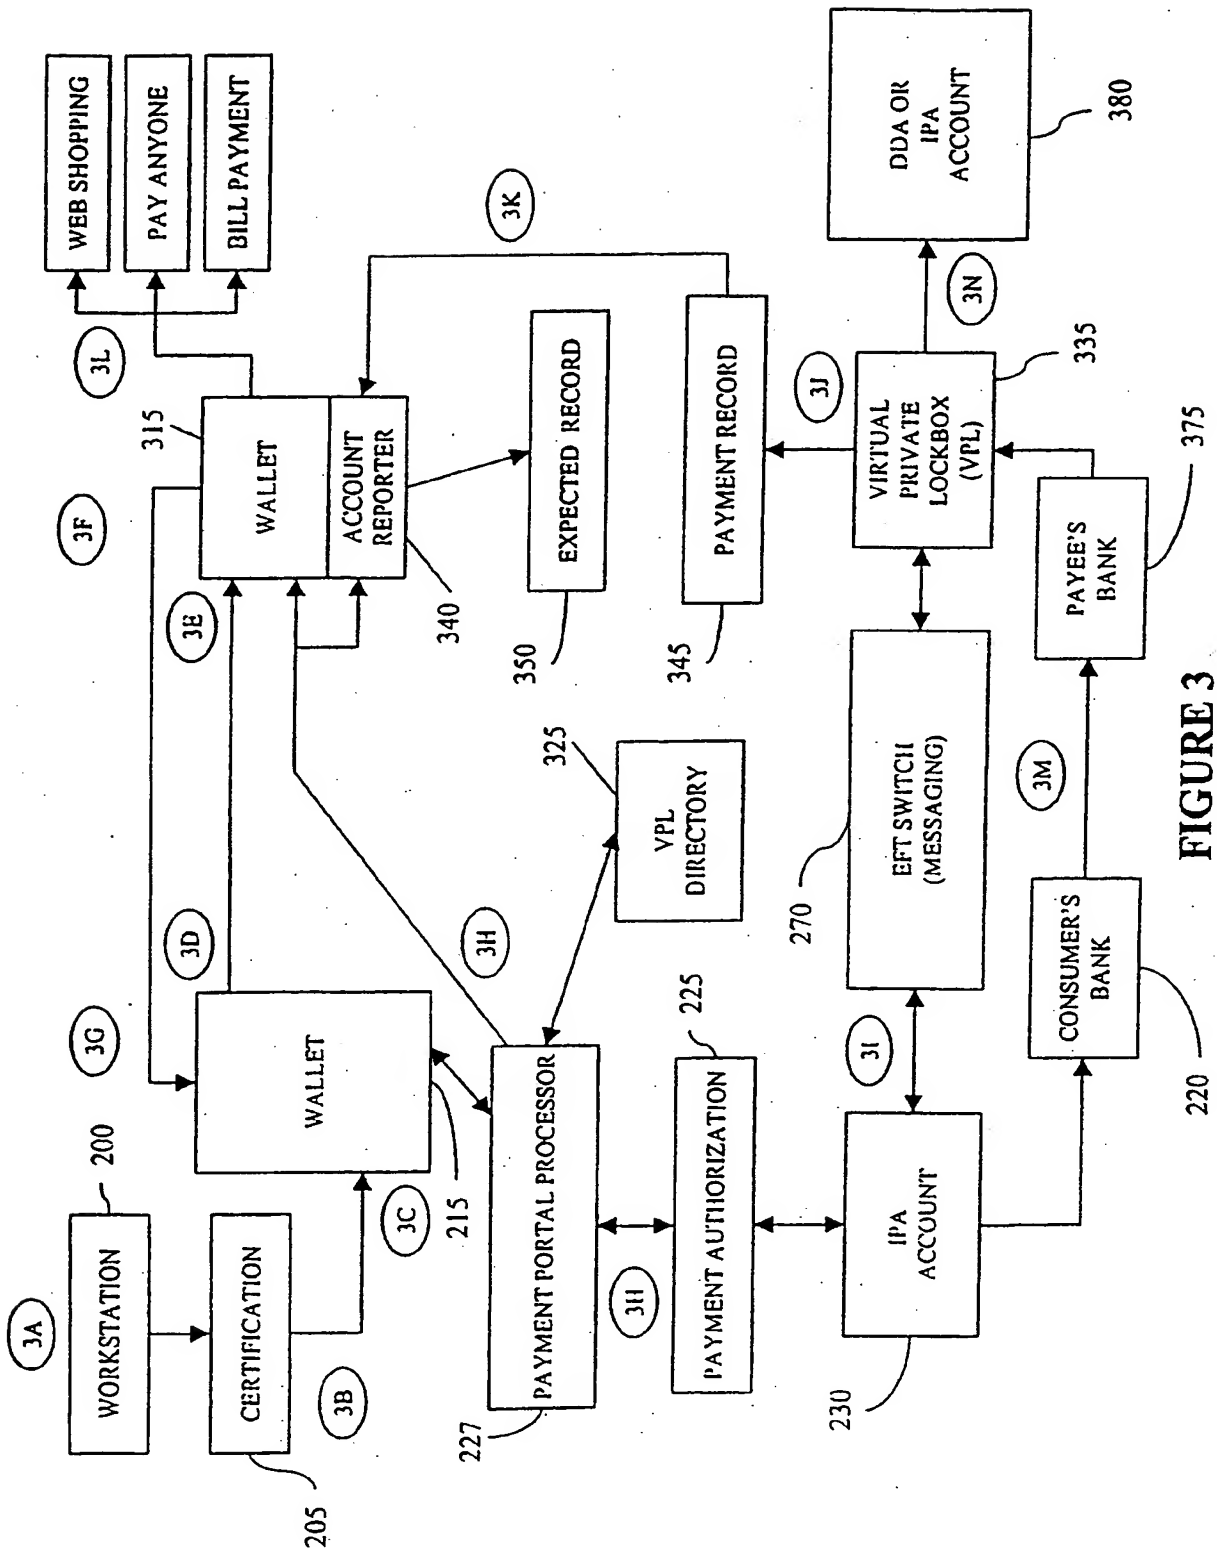 3A
WORKSTATION
200
CERTIFICATION
205
3B
3C
WALLET
215
3G
3D
3E
3F
WALLET
315
ACCOUNT
REPORTER
340
3L
WEB SHOPPING
PAY ANYONE
BILL PAYMENT
PAYMENT PORTAL PROCESSOR
227
3H
VPL
DIRECTORY
325
EXPECTED RECORD
350
3K
3H
PAYMENT AUTHORIZATION
225
PAYMENT RECORD
345
3J
IPA
ACCOUNT
230
3I
EFT SWITCH
(MESSAGING)
270
VIRTUAL
PRIVATE
LOCKBOX
(VPL)
335
3N
DDA OR
IPA
ACCOUNT
380
CONSUMER'S
BANK
220
3M
PAYEE'S
BANK
375
FIGURE 3